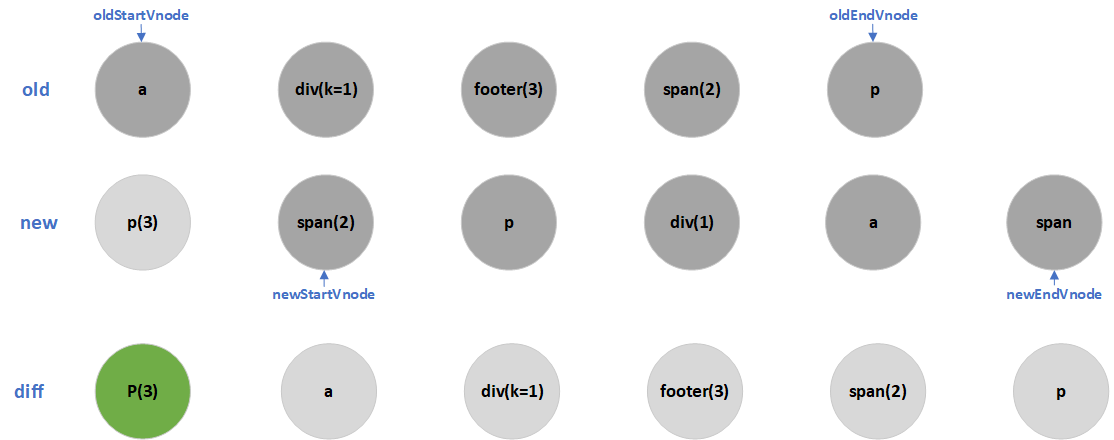 oldStartVnode oldEndVnode
old a div(k=1) footer(3) span(2) p
new p(3) span(2) p div(1) a span
newStartVnode newEndVnode
diff P(3) a div(k=1) footer(3) span(2) p